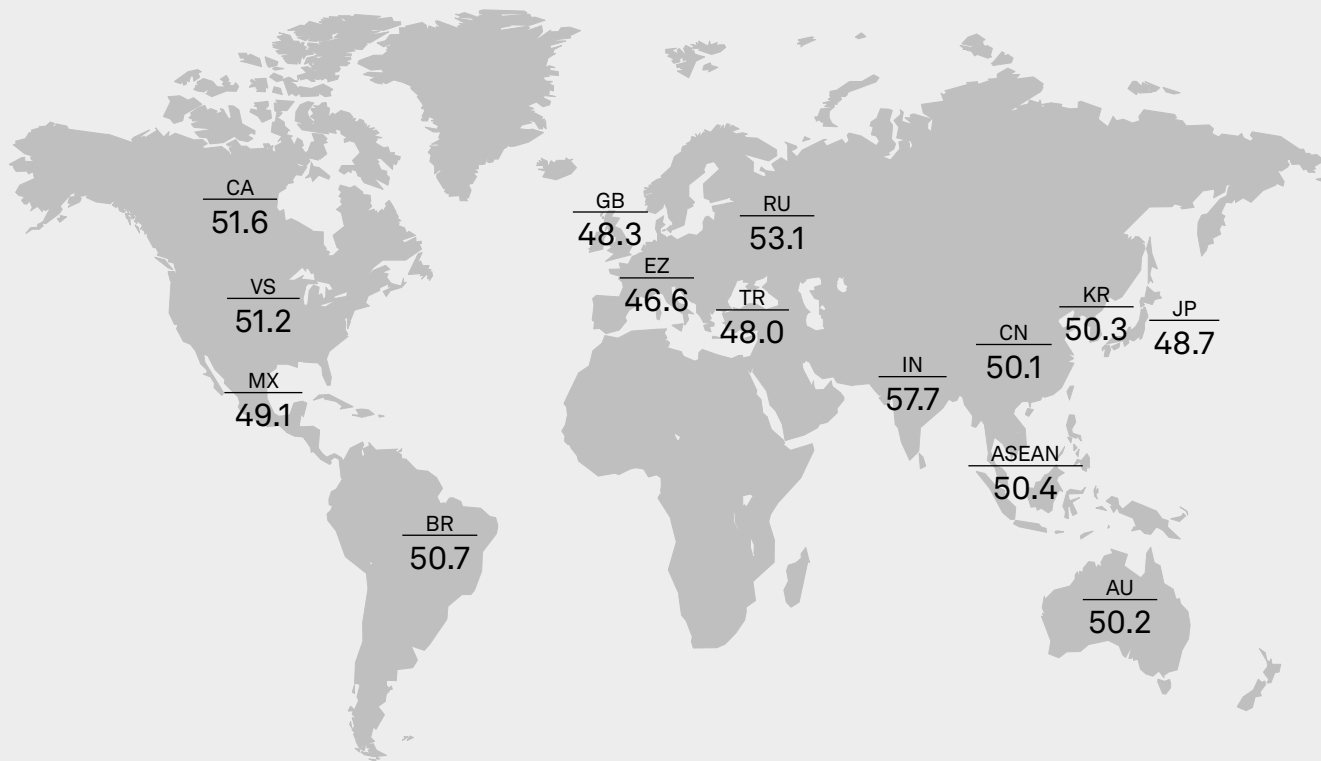 CA
51.6
VS
51.2
MX
49.1
BR
50.7
GB
48.3
EZ
46.6
RU
53.1
TR
48.0
IN
57.7
CN
50.1
KR
50.3
JP
48.7
ASEAN
50.4
AU
50.2